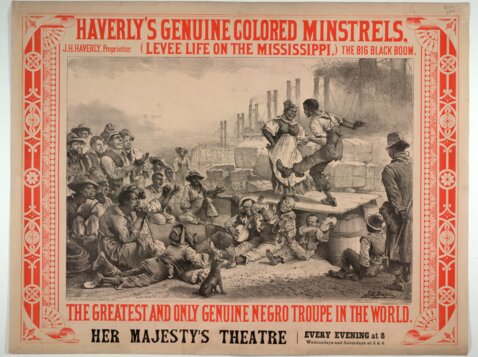 HAVERLY'S GENUINE COLORED MINSTRELS,
J.H. HAVERLY, Proprietor (LEVEE LIFE ON THE MISSISSIPPI.) THE BIG BLACK BOOM.
THE GREATEST AND ONLY GENUINE NEGRO TROUPE IN THE WORLD.
HER MAJESTY'S THEATRE
EVERY EVENING at 8
Wednesdays and Saturdays at 2 & 8.